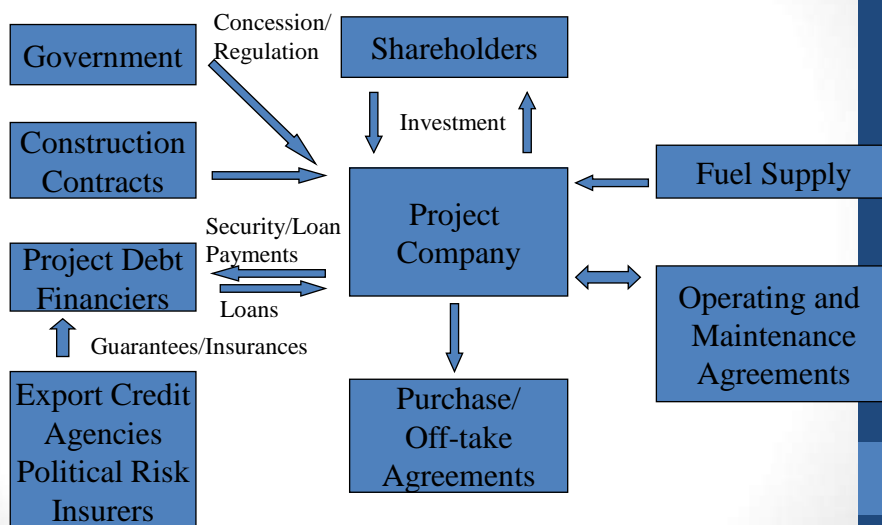 Government
Concession/
Regulation
Shareholders
Construction
Contracts
Investment
Fuel Supply
Project
Company
Security/Loan
Payments
Project Debt
Financiers
Loans
Operating and
Maintenance
Agreements
Guarantees/Insurances
Export Credit
Agencies
Political Risk
Insurers
Purchase/
Off-take
Agreements